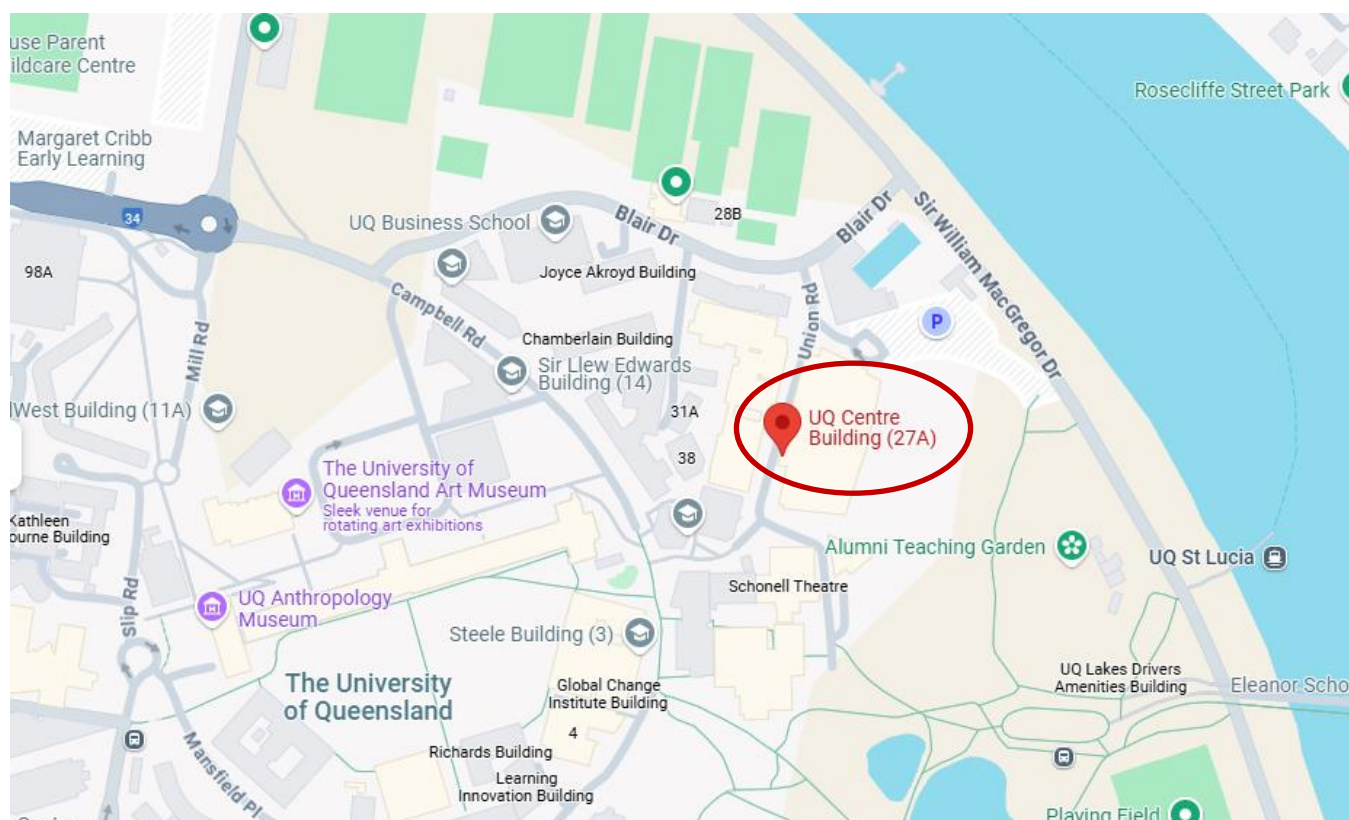 use Parent
ildcare Centre
Rosecliffe Street Park
Margaret Cribb
Early Learning
34
UQ Business School
Blair Dr
28B
Blair Dr
Sir William MacGregor Dr
98A
Joyce Akroyd Building
Campbell Rd
Union Rd
P
Mill Rd
Chamberlain Building
Sir Llew Edwards
Building (14)
West Building (11A)
31A
UQ Centre
Building (27A)
38
The University of
Queensland Art Museum
Sleek venue for
rotating art exhibitions
Kathleen
ourne Building
Alumni Teaching Garden
UQ St Lucia
Slip Rd
UQ Anthropology
Museum
Schonell Theatre
Steele Building (3)
The University
of Queensland
Global Change
Institute Building
4
UQ Lakes Drivers
Amenities Building
Eleanor Scho
Mansfield Pl
Richards Building
Learning
Innovation Building
Playing Field